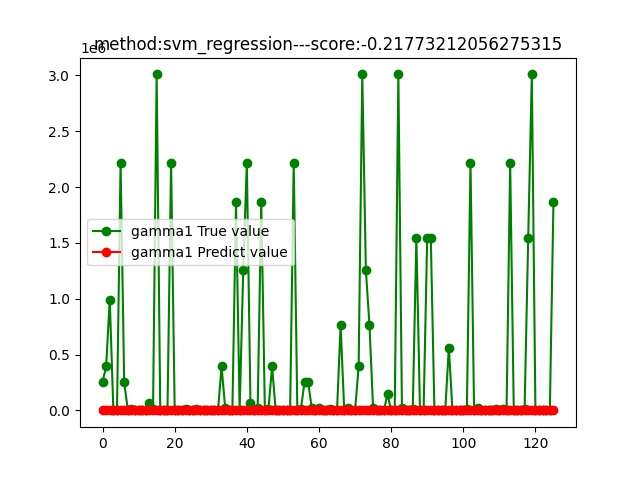 method:svm_regression---score:-0.21773212056275315
1e6
3.0
2.5
2.0
1.5
1.0
0.5
0.0
gamma1 True value
gamma1 Predict value
0 20 40 60 80 100 120